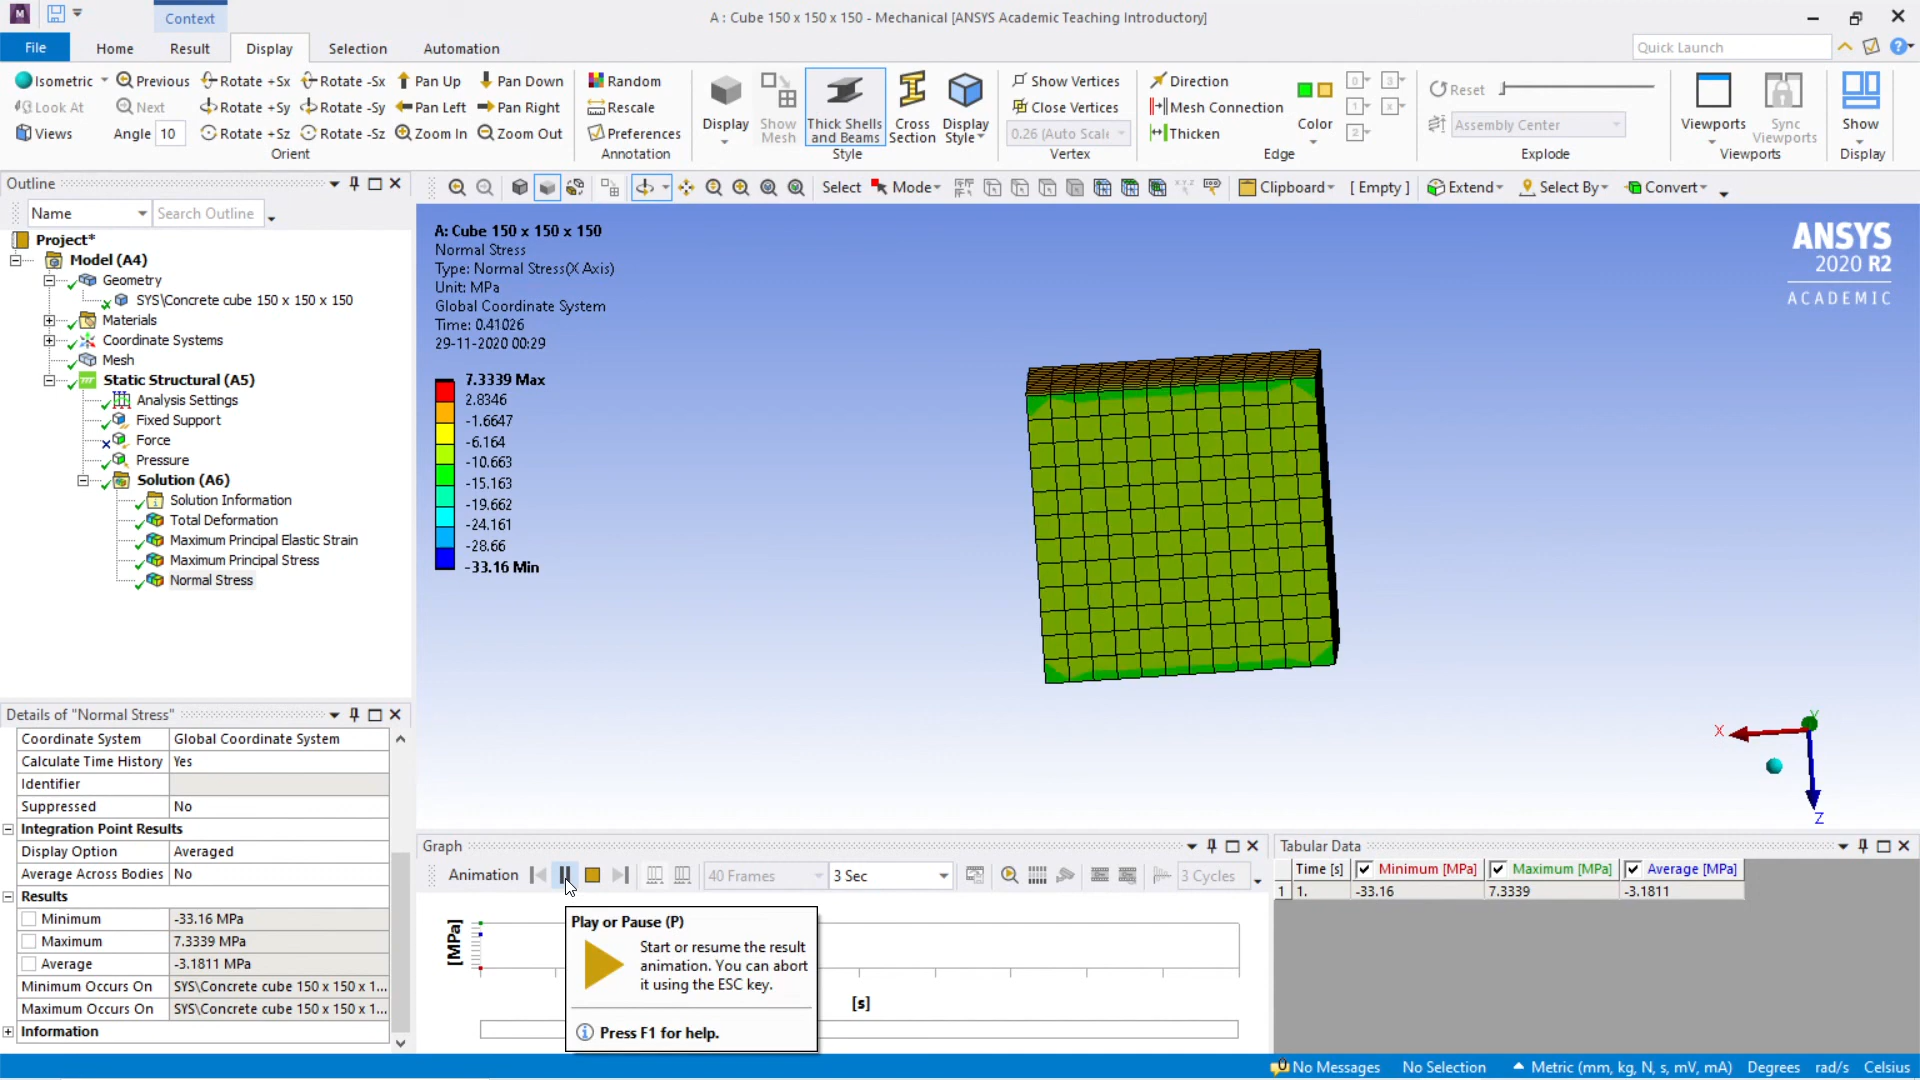 Context
A : Cube 150 x 150 x 150 - Mechanical [ANSYS Academic Teaching Introductory]
File Home Result Display Selection Automation
Quick Launch
Isometric Previous Rotate +Sx Rotate -Sx Pan Up Pan Down
Look At Next Rotate +Sy Rotate -Sy Pan Left Pan Right
Views Angle 10 Rotate +Sz Rotate -Sz Zoom In Zoom Out
Orient
Random
Rescale
Preferences
Annotation
Display
Show Mesh
Thick Shells and Beams
Cross Section
Display Style
Style
Show Vertices
Close Vertices
0.26 (Auto Scale
Vertex
Direction
Mesh Connection
Thicken
Color
Edge
Reset
Assembly Center
Explode
Viewports
Sync Viewports
Viewports
Show
Display
Outline
Name Search Outline
Select Mode Clipboard [ Empty ] Extend Select By Convert
Project*
Model (A4)
Geometry
SYS\Concrete cube 150 x 150 x 150
Materials
Coordinate Systems
Mesh
Static Structural (A5)
Analysis Settings
Fixed Support
Force
Pressure
Solution (A6)
Solution Information
Total Deformation
Maximum Principal Elastic Strain
Maximum Principal Stress
Normal Stress
A: Cube 150 x 150 x 150
Normal Stress
Type: Normal Stress(X Axis)
Unit: MPa
Global Coordinate System
Time: 0.41026
29-11-2020 00:29
7.3339 Max
2.8346
-1.6647
-6.164
-10.663
-15.163
-19.662
-24.161
-28.66
-33.16 Min
ANSYS
2020 R2
ACADEMIC
Y
X
Z
Details of "Normal Stress"
Coordinate System Global Coordinate System
Calculate Time History Yes
Identifier
Suppressed No
Integration Point Results
Display Option Averaged
Average Across Bodies No
Results
Minimum -33.16 MPa
Maximum 7.3339 MPa
Average -3.1811 MPa
Minimum Occurs On SYS\Concrete cube 150 x 150 x 1...
Maximum Occurs On SYS\Concrete cube 150 x 150 x 1...
Information
Graph
Animation 40 Frames 3 Sec 3 Cycles
[MPa]
[s]
Play or Pause (P)
Start or resume the result
animation. You can abort
it using the ESC key.
Press F1 for help.
Tabular Data
Time [s] Minimum [MPa] Maximum [MPa] Average [MPa]
1 1. -33.16 7.3339 -3.1811
No Messages No Selection Metric (mm, kg, N, s, mV, mA) Degrees rad/s Celsius